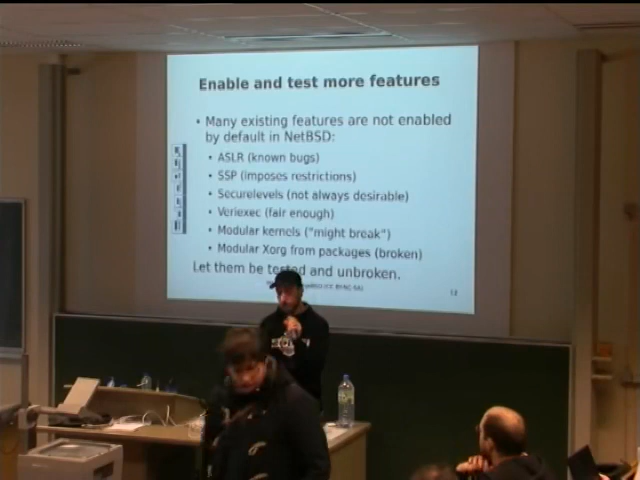 Enable and test more features
• Many existing features are not enabled
by default in NetBSD:
• ASLR (known bugs)
• SSP (imposes restrictions)
• Securelevels (not always desirable)
• Veriexec (fair enough)
• Modular kernels ("might break")
• Modular Xorg from packages (broken)
Let them be tested and unbroken.